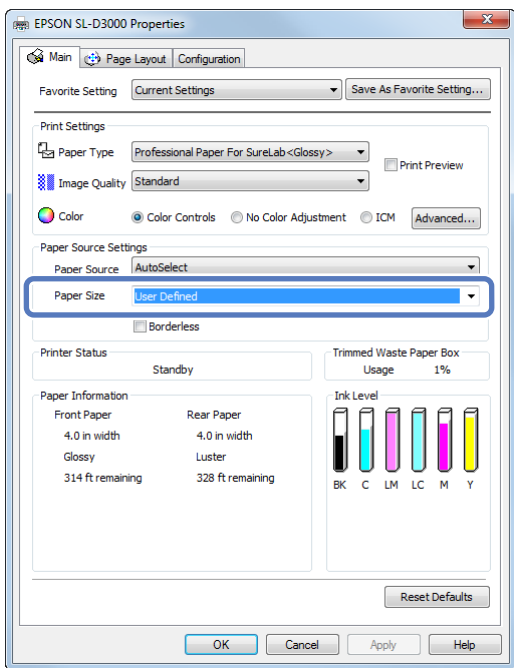 EPSON SL-D3000 Properties
Main Page Layout Configuration
Favorite Setting Current Settings Save As Favorite Setting...
Print Settings
Paper Type Professional Paper For SureLab<Glossy>
Print Preview
Image Quality Standard
Color Color Controls No Color Adjustment ICM Advanced...
Paper Source Settings
Paper Source AutoSelect
Paper Size User Defined
Borderless
Printer Status
Standby
Trimmed Waste Paper Box
Usage 1%
Paper Information
Front Paper Rear Paper
4.0 in width 4.0 in width
Glossy Luster
314 ft remaining 328 ft remaining
Ink Level
BK C LM LC M Y
Reset Defaults
OK Cancel Apply Help